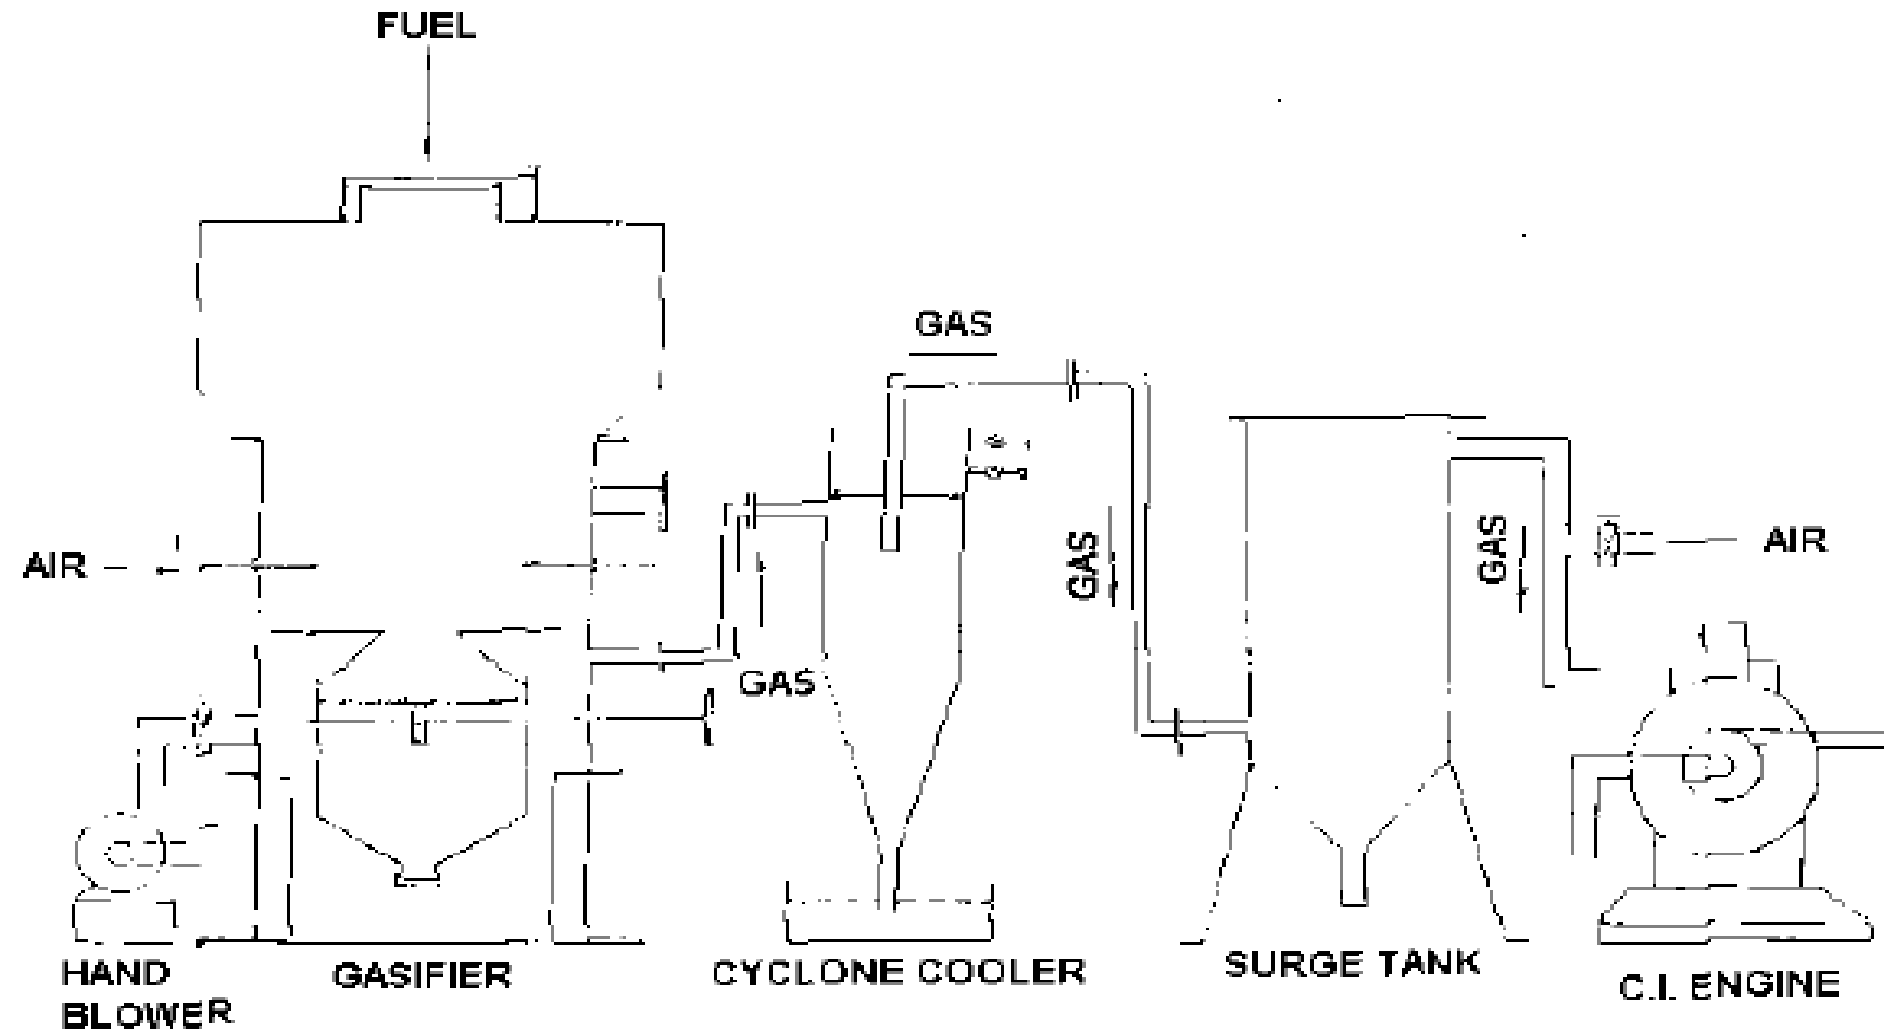 FUEL
GAS
AIR
GAS
GAS
AIR
GAS
HAND
BLOWER
GASIFIER
CYCLONE COOLER
SURGE TANK
C.I. ENGINE